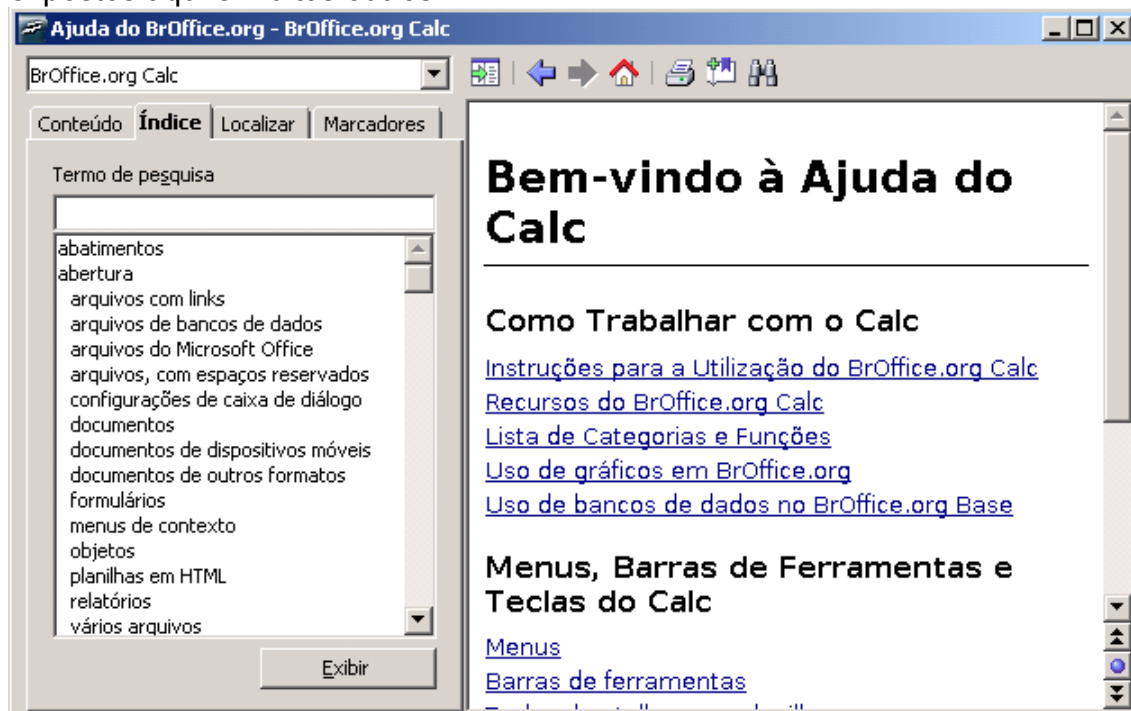 Ajuda do BrOffice.org - BrOffice.org Calc
BrOffice.org Calc
Conteúdo Índice Localizar Marcadores
Termo de pesquisa
abatimentos
abertura
arquivos com links
arquivos de bancos de dados
arquivos do Microsoft Office
arquivos, com espaços reservados
configurações de caixa de diálogo
documentos
documentos de dispositivos móveis
documentos de outros formatos
formulários
menus de contexto
objetos
planilhas em HTML
relatórios
vários arquivos
Exibir
Bem-vindo à Ajuda do
Calc
Como Trabalhar com o Calc
Instruções para a Utilização do BrOffice.org Calc
Recursos do BrOffice.org Calc
Lista de Categorias e Funções
Uso de gráficos em BrOffice.org
Uso de bancos de dados no BrOffice.org Base
Menus, Barras de Ferramentas e
Teclas do Calc
Menus
Barras de ferramentas